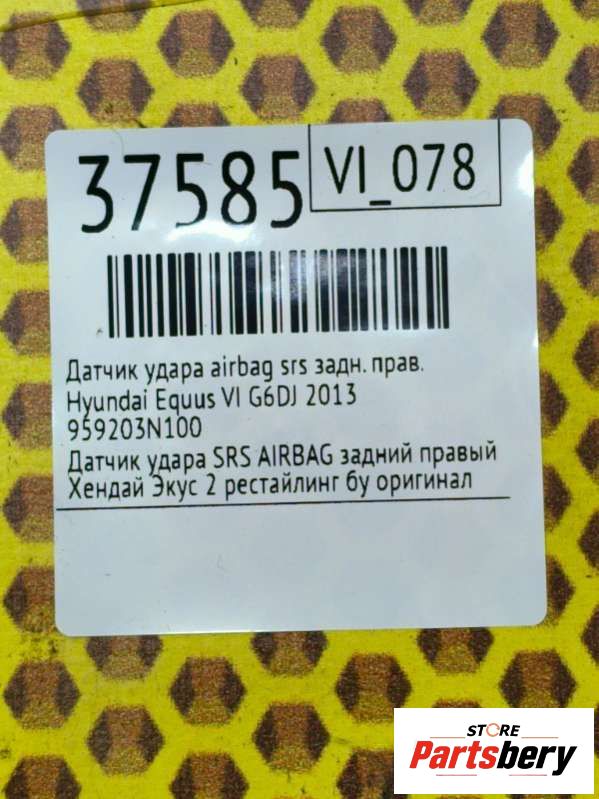 37585
VI_078
Датчик удара airbag srs задн. прав.
Hyundai Equus VI G6DJ 2013
959203N100
Датчик удара SRS AIRBAG задний правый
Хендай Экус 2 рестайлинг бу оригинал
STORE
Partsbery